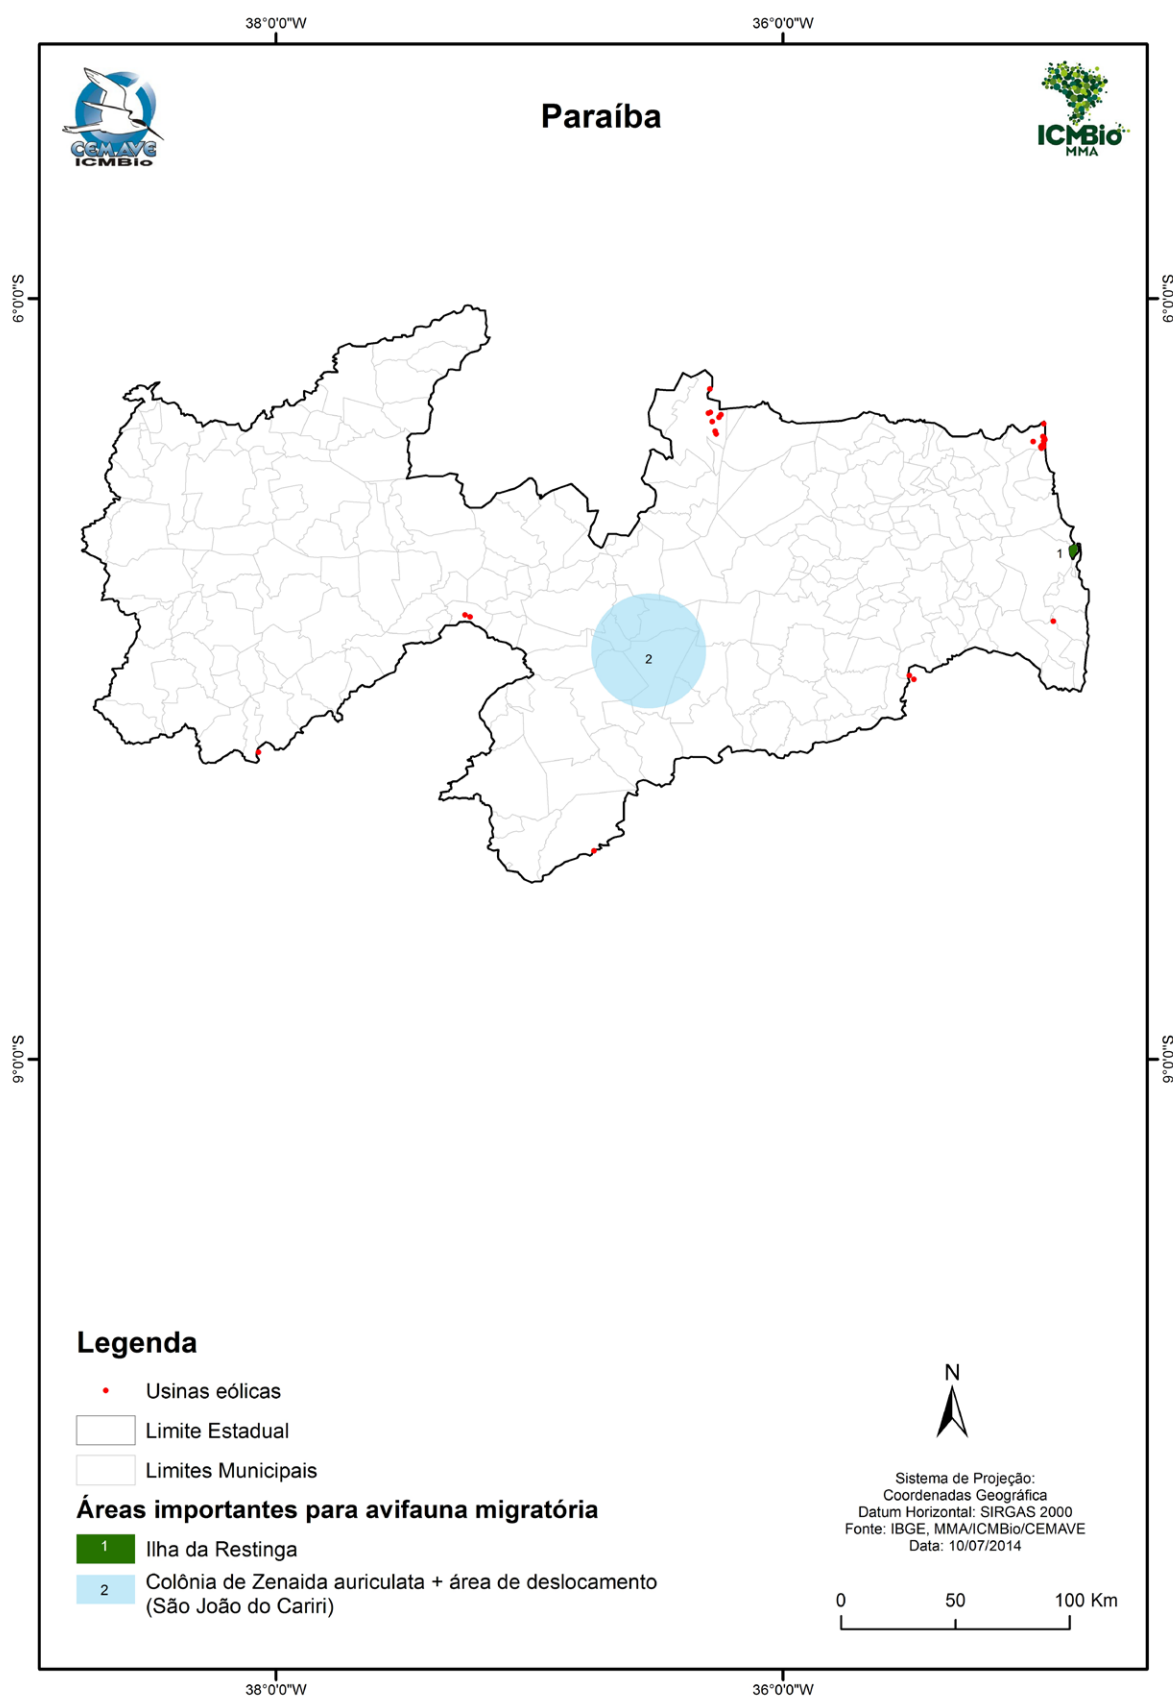 38°0'0"W
36°0'0"W
CEMAVE
ICMBio
Paraíba
ICMBio
MMA
6°0'0"S
6°0'0"S
1
2
9°0'0"S
9°0'0"S
Legenda
Usinas eólicas
Limite Estadual
Limites Municipais
Áreas importantes para avifauna migratória
1 Ilha da Restinga
2 Colônia de Zenaida auriculata + área de deslocamento
(São João do Cariri)
N
Sistema de Projeção:
Coordenadas Geográfica
Datum Horizontal: SIRGAS 2000
Fonte: IBGE, MMA/ICMBio/CEMAVE
Data: 10/07/2014
0 50 100 Km
38°0'0"W
36°0'0"W